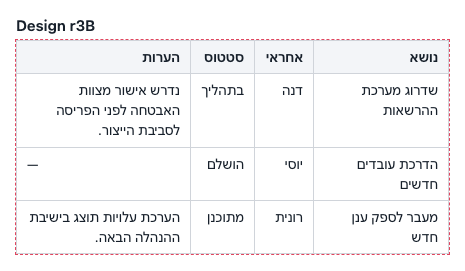 Design r3B
נושא אחראי סטטוס הערות
שדרוג מערכת ההרשאות דנה בתהליך נדרש אישור מצוות האבטחה לפני הפריסה לסביבת הייצור.
הדרכת עובדים חדשים יוסי הושלם —
מעבר לספק ענן חדש רונית מתוכנן הערכת עלויות תוצג בישיבת ההנהלה הבאה.